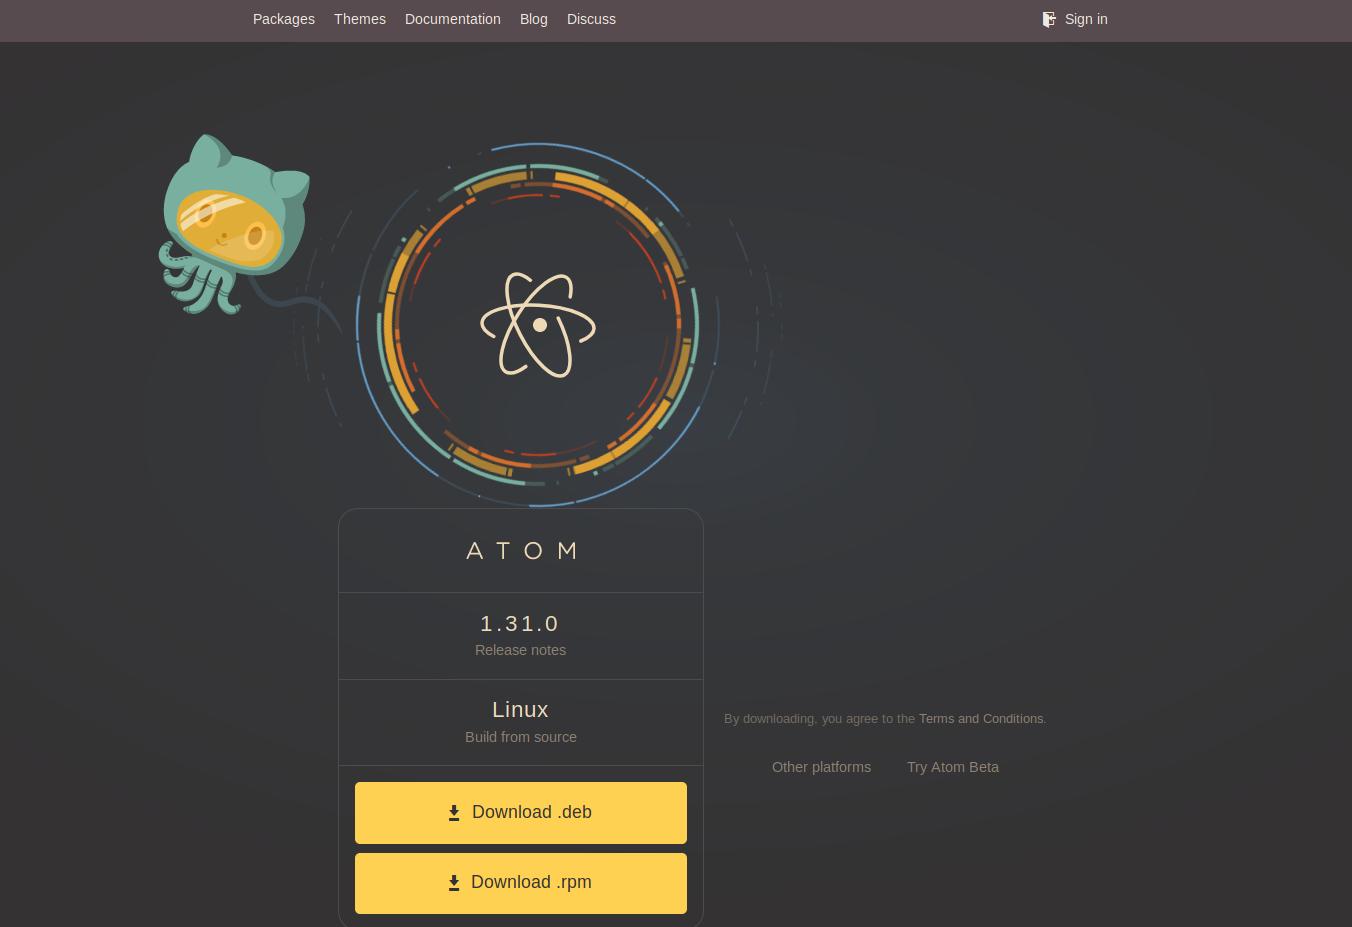 Packages Themes Documentation Blog Discuss Sign in
ATOM
1.31.0
Release notes
Linux
Build from source
By downloading, you agree to the Terms and Conditions.
Other platforms Try Atom Beta
Download .deb
Download .rpm